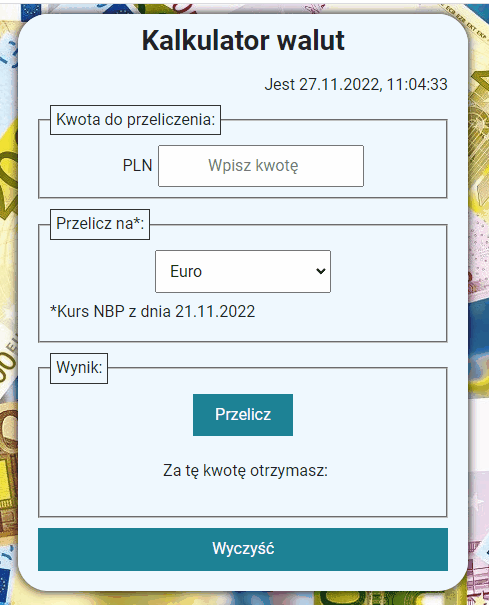 Kalkulator walut
Jest 27.11.2022, 11:04:33
Kwota do przeliczenia:
PLN Wpisz kwotę
Przelicz na*:
Euro
*Kurs NBP z dnia 21.11.2022
Wynik:
Przelicz
Za tę kwotę otrzymasz:
Wyczyść